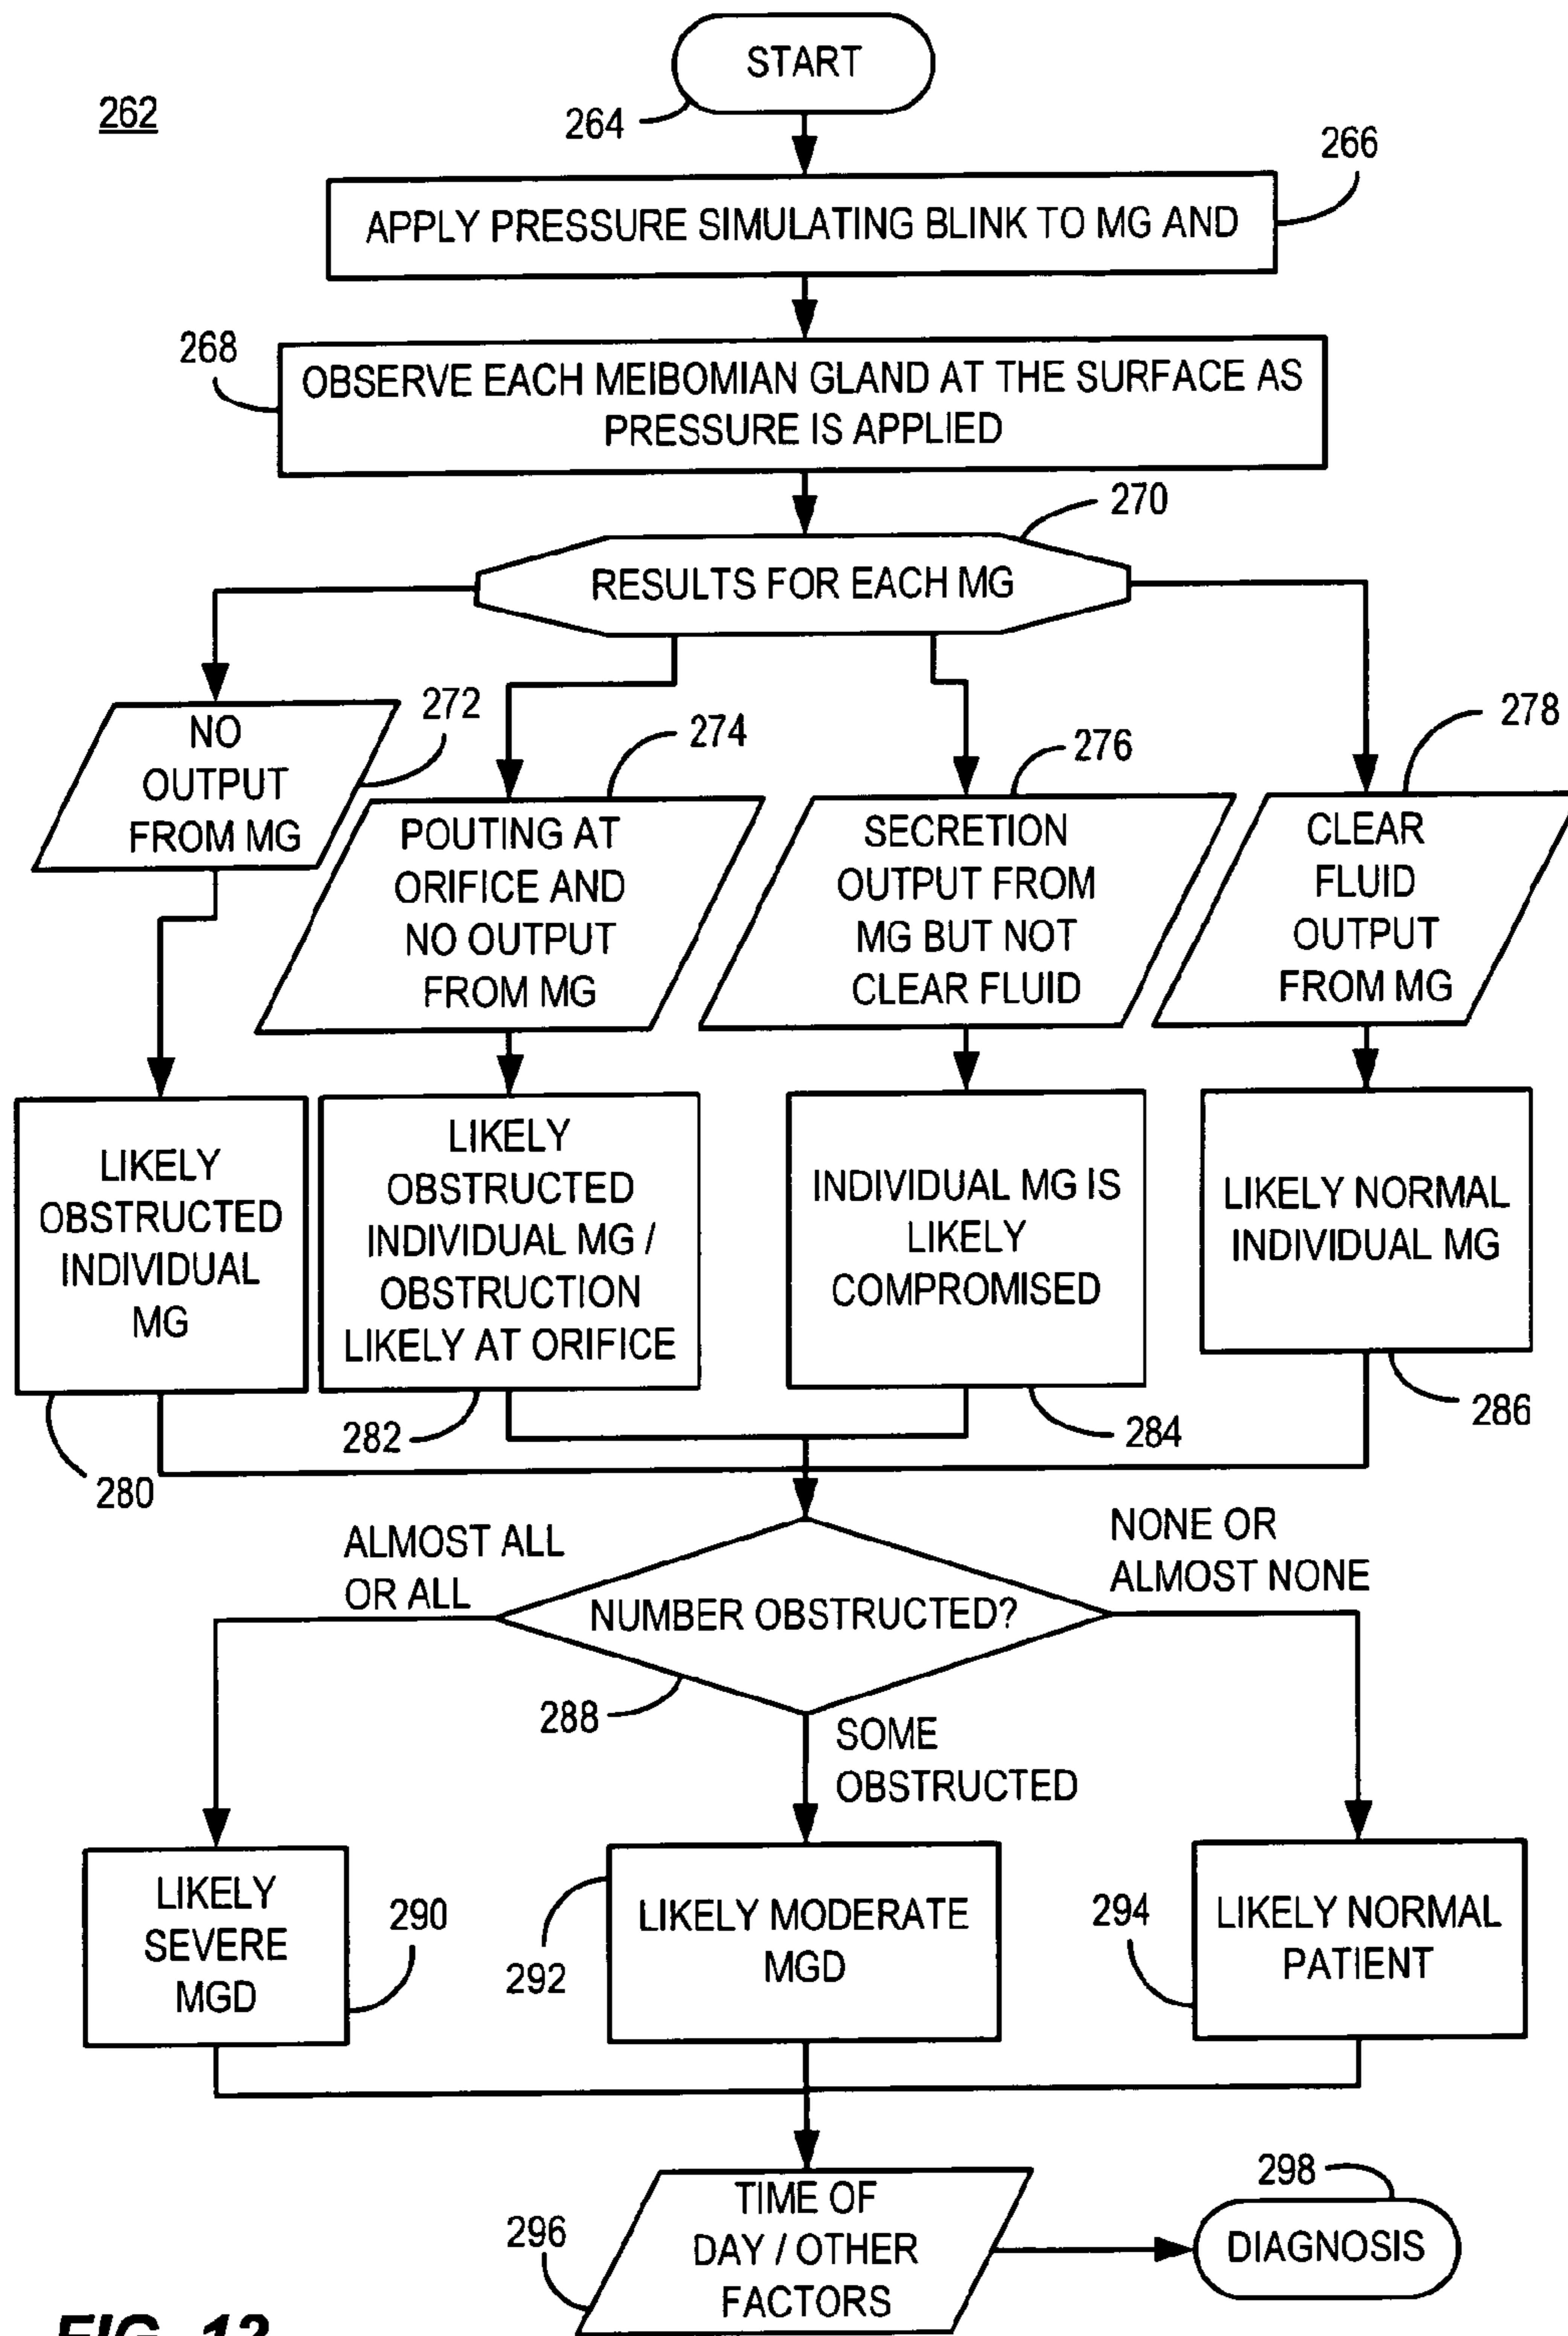 START
262
264
266
APPLY PRESSURE SIMULATING BLINK TO MG AND
268
OBSERVE EACH MEIBOMIAN GLAND AT THE SURFACE AS
PRESSURE IS APPLIED
270
RESULTS FOR EACH MG
272
NO
OUTPUT
FROM MG
274
POUTING AT
ORIFICE AND
NO OUTPUT
FROM MG
276
SECRETION
OUTPUT FROM
MG BUT NOT
CLEAR FLUID
278
CLEAR
FLUID
OUTPUT
FROM MG
LIKELY
OBSTRUCTED
INDIVIDUAL
MG
280
LIKELY
OBSTRUCTED
INDIVIDUAL MG /
OBSTRUCTION
LIKELY AT ORIFICE
282
INDIVIDUAL MG IS
LIKELY
COMPROMISED
284
LIKELY NORMAL
INDIVIDUAL MG
286
ALMOST ALL
OR ALL
NONE OR
ALMOST NONE
NUMBER OBSTRUCTED?
288
SOME
OBSTRUCTED
LIKELY
SEVERE
MGD
290
292
LIKELY MODERATE
MGD
294
LIKELY NORMAL
PATIENT
296
TIME OF
DAY / OTHER
FACTORS
298
DIAGNOSIS